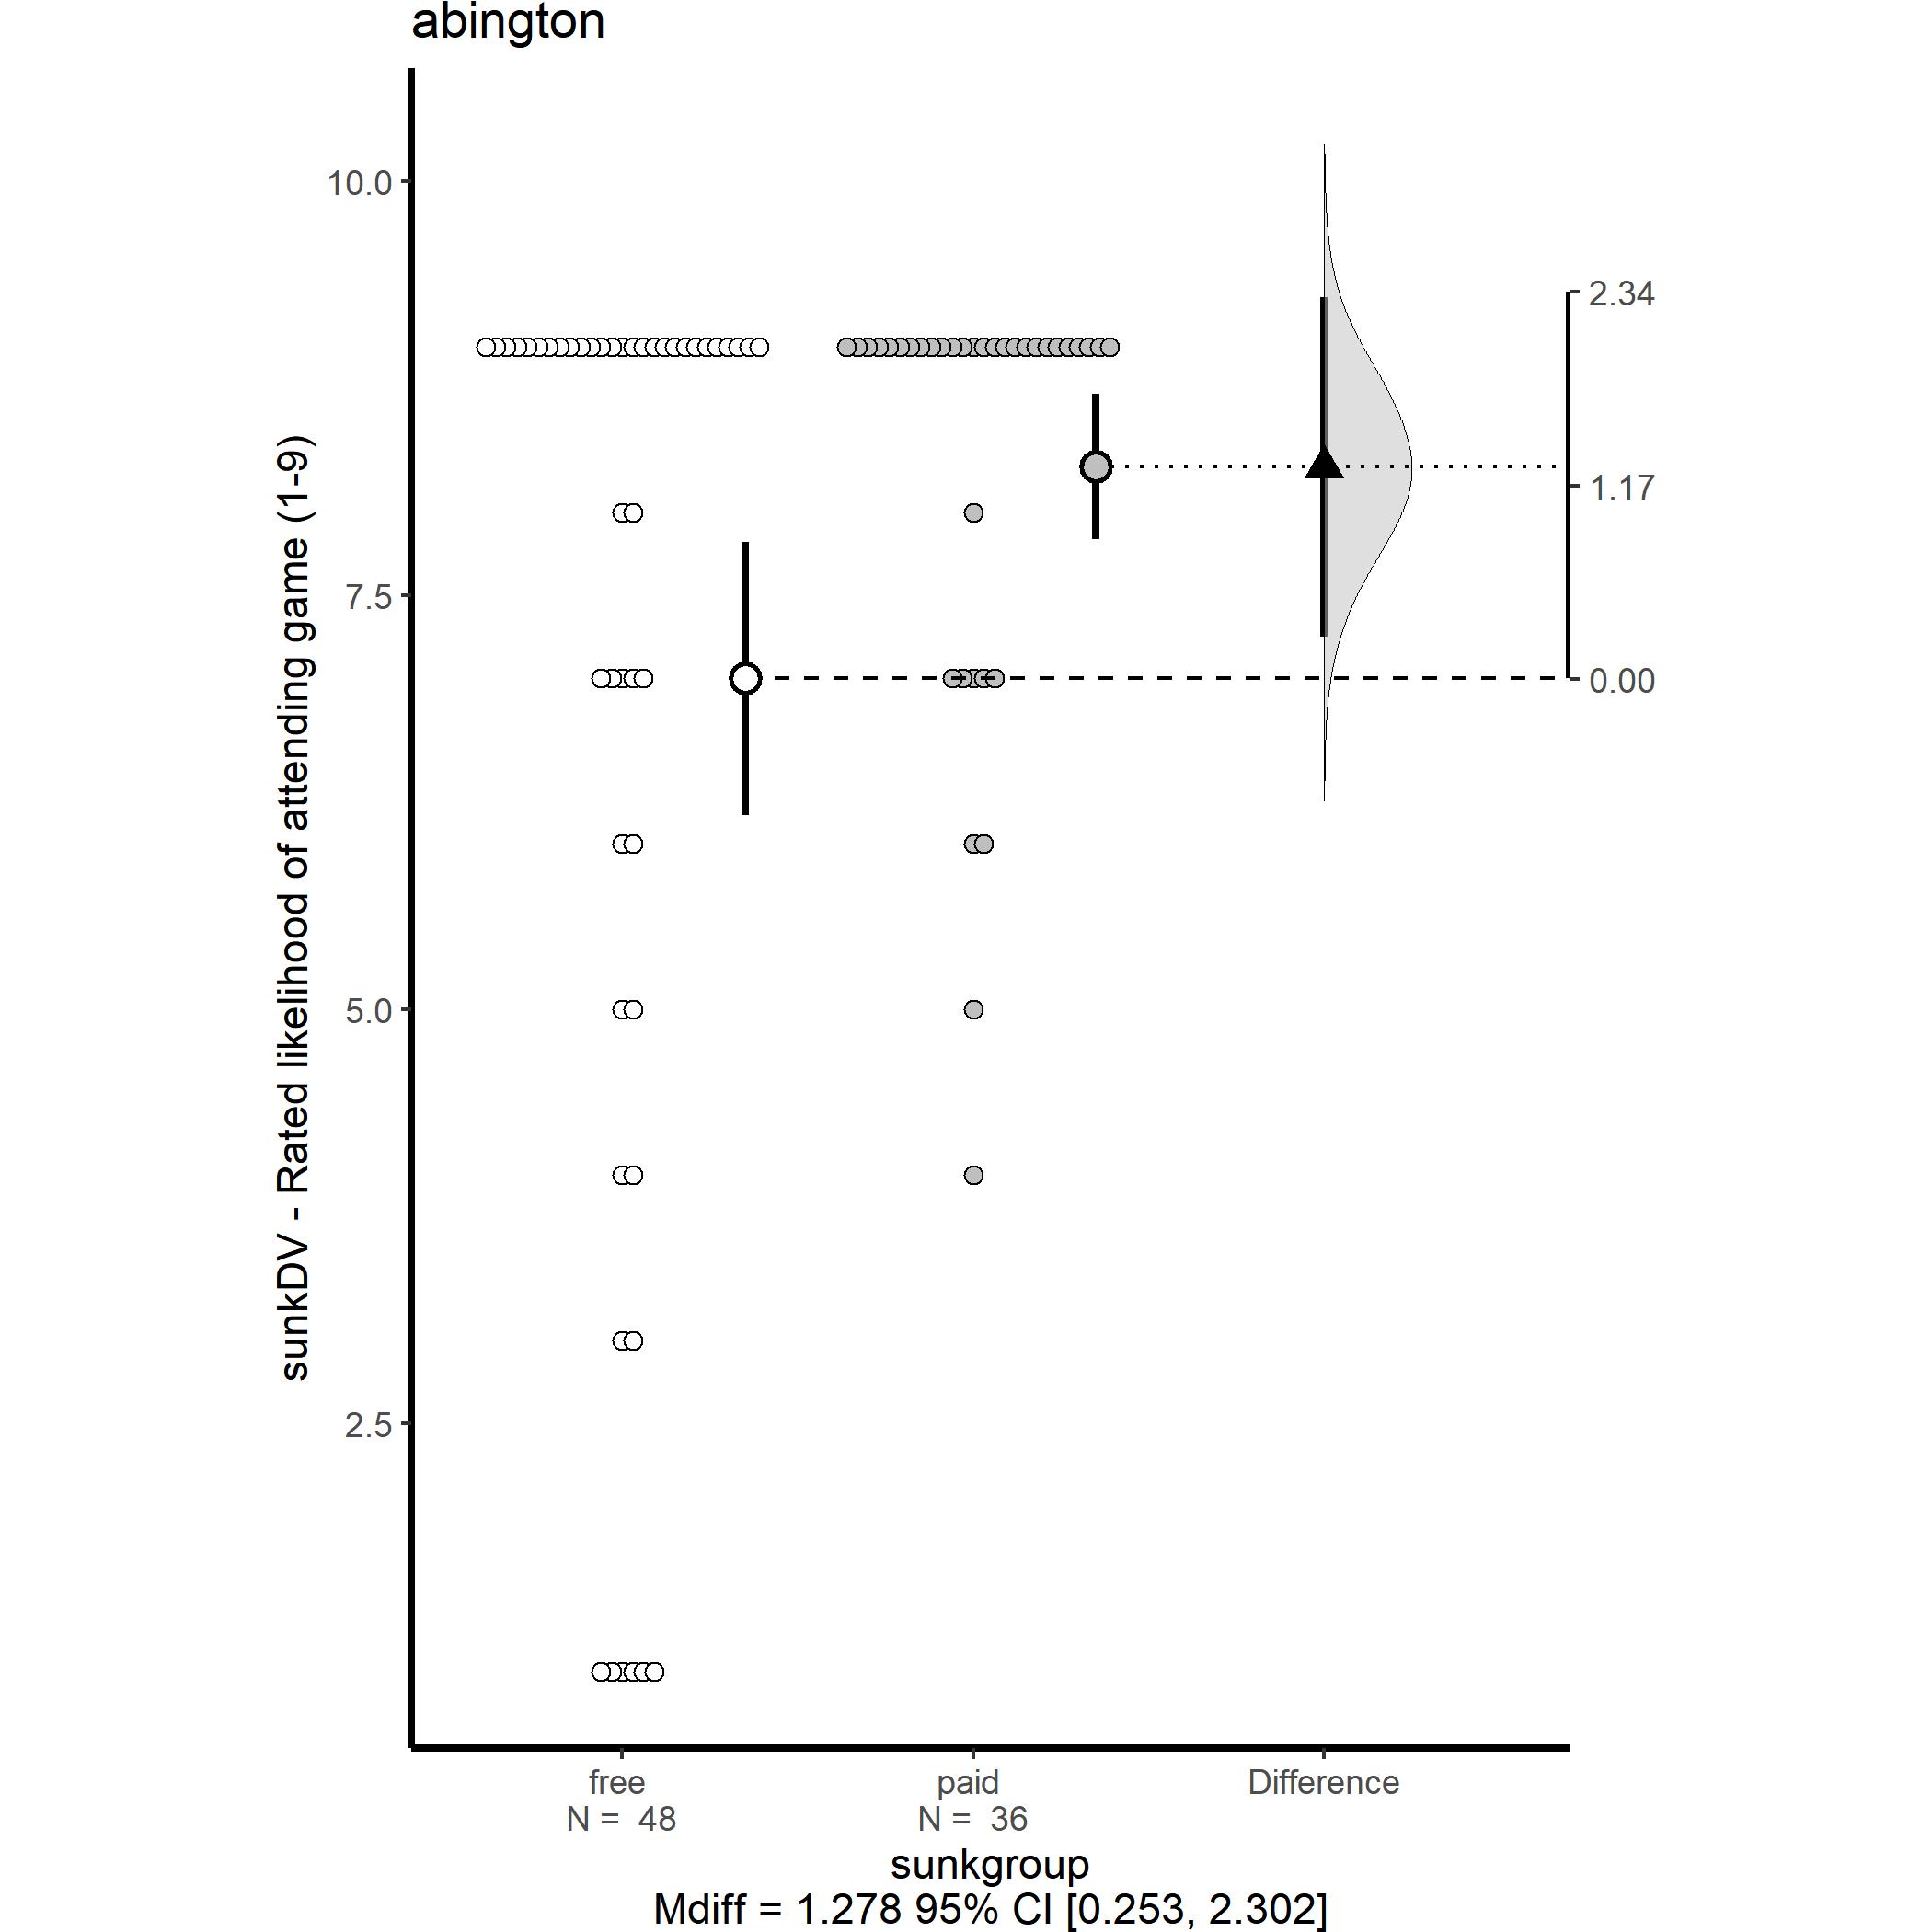 abington
sunkDV - Rated likelihood of attending game (1-9)
10.0
7.5
5.0
2.5
2.34
1.17
0.00
free
N =  48
paid
N =  36
Difference
sunkgroup
Mdiff = 1.278 95% CI [0.253, 2.302]